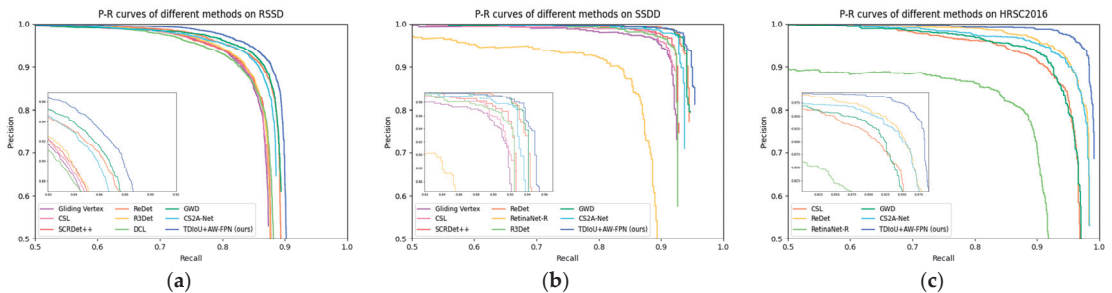 P-R curves of different methods on RSSD
Precision
1.0
0.9
0.8
0.7
0.6
0.5
0.5 0.6 0.7 0.8 0.9 1.0
Recall
Gliding Vertex
CSL
SCRDet++
ReDet
R3Det
DCL
GWD
CS2A-Net
TDIoU+AW-FPN (ours)
(a)
P-R curves of different methods on SSDD
Precision
1.0
0.9
0.8
0.7
0.6
0.5
0.5 0.6 0.7 0.8 0.9 1.0
Recall
Gliding Vertex
CSL
SCRDet++
ReDet
RetinaNet-R
R3Det
GWD
CS2A-Net
TDIoU+AW-FPN (ours)
(b)
P-R curves of different methods on HRSC2016
Precision
1.0
0.9
0.8
0.7
0.6
0.5
0.5 0.6 0.7 0.8 0.9 1.0
Recall
CSL
ReDet
RetinaNet-R
GWD
CS2A-Net
TDIoU+AW-FPN (ours)
(c)